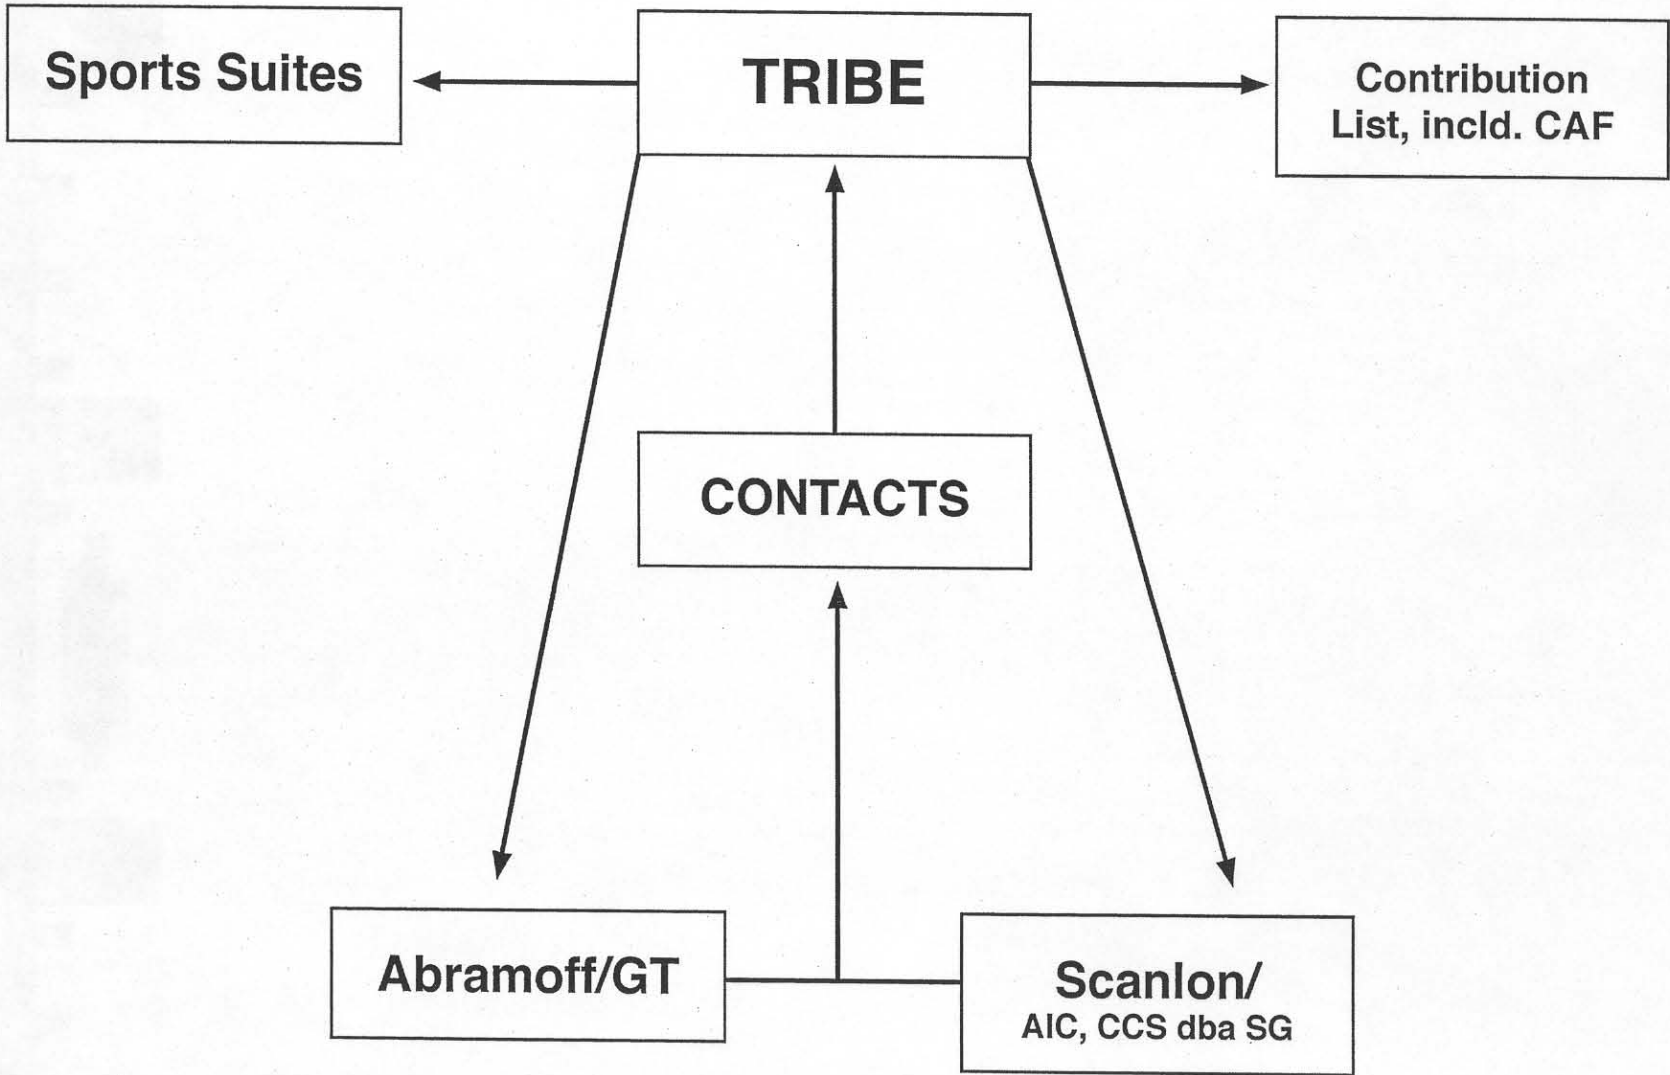 Sports Suites
TRIBE
Contribution
List, incld. CAF
CONTACTS
Abramoff/GT
Scanlon/
AIC, CCS dba SG